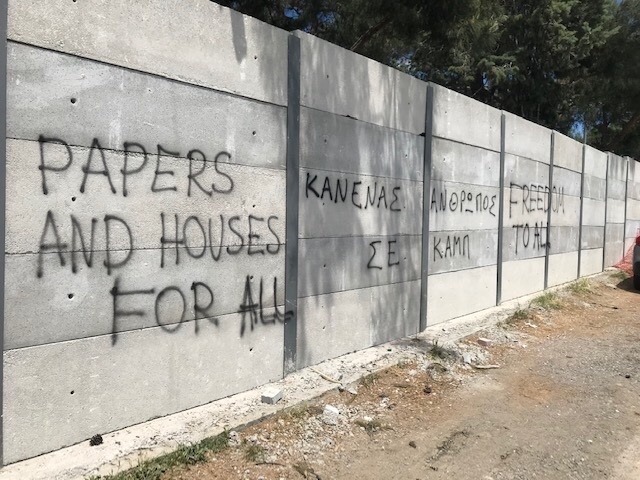 PAPERS
AND HOUSES
FOR ALL
ΚΑΝΕΝΑΣ ΑΝΘΡΩΠΟΣ
ΣΕ ΚΑΜΠ
FREEDOM
TO ALL